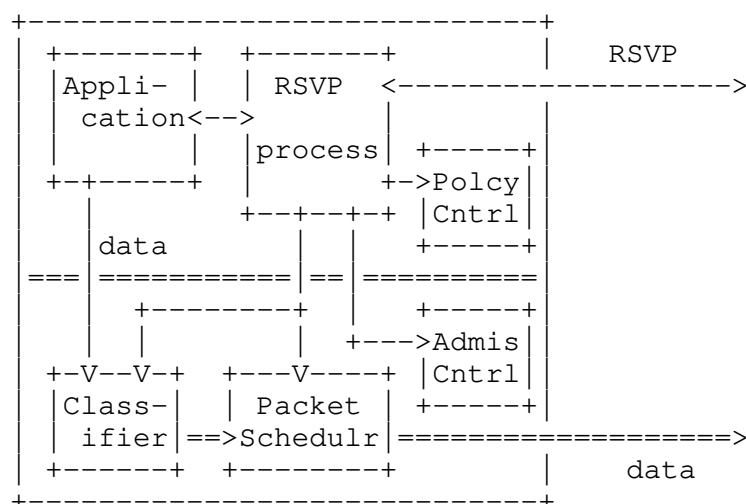 RSVP
Appli-  RSVP
cation
process
Polcy
Cntrl
data
Admis
Cntrl
Class-  Packet
ifier  Schedulr
data